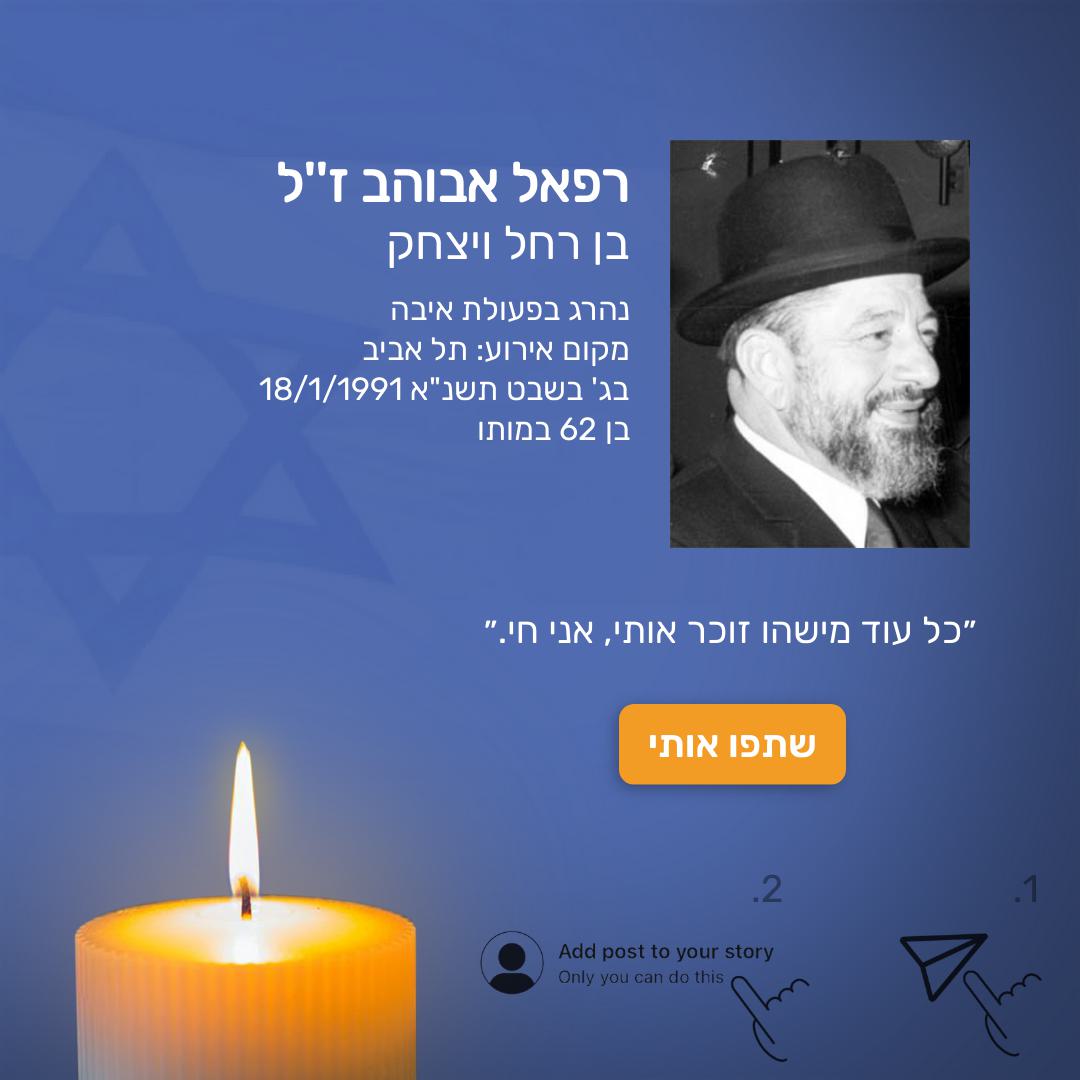 רפאל אבוהב ז"ל
בן רחל ויצחק
נהרג בפעולת איבה
מקום אירוע: תל אביב
בג' בשבט תשנ"א 18/1/1991
בן 62 במותו
״כל עוד מישהו זוכר אותי, אני חי.״
שתפו אותי
1.
2.
Add post to your story
Only you can do this